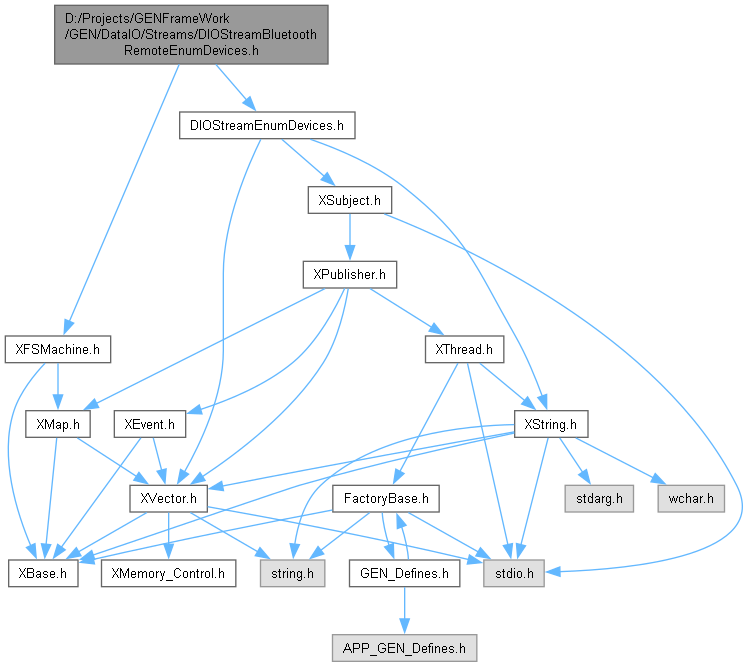 D:/Projects/GENFrameWork
/GEN/DataIO/Streams/DIOStreamBluetooth
RemoteEnumDevices.h
DIOStreamEnumDevices.h
XSubject.h
XPublisher.h
XFSMachine.h
XThread.h
XMap.h
XEvent.h
XString.h
XVector.h
FactoryBase.h
stdarg.h
wchar.h
XBase.h
XMemory_Control.h
string.h
GEN_Defines.h
stdio.h
APP_GEN_Defines.h